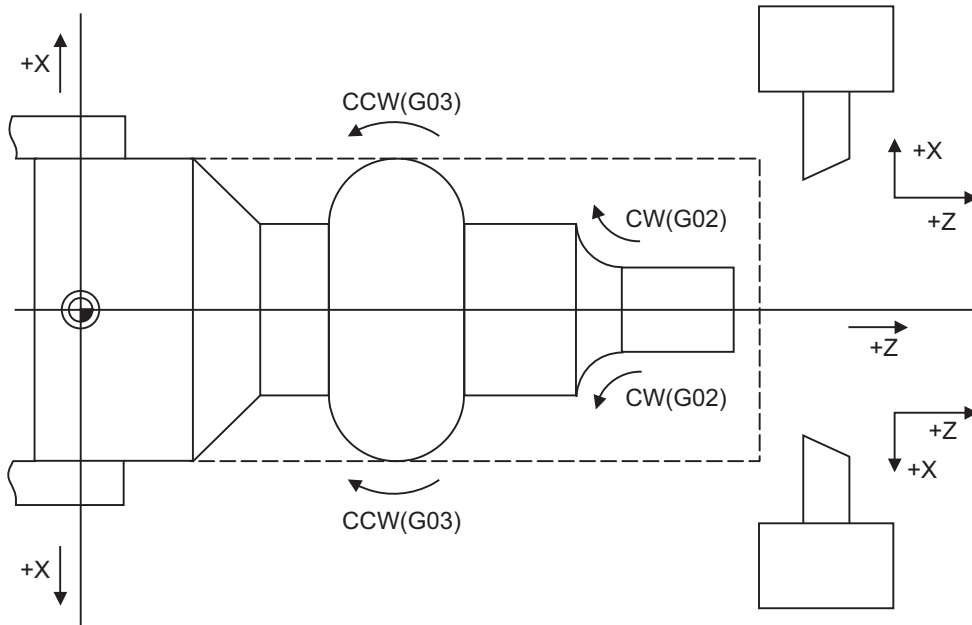 +X
CCW(G03)
+X
CW(G02)
+Z
+Z
CW(G02)
+Z
+X
CCW(G03)
+X